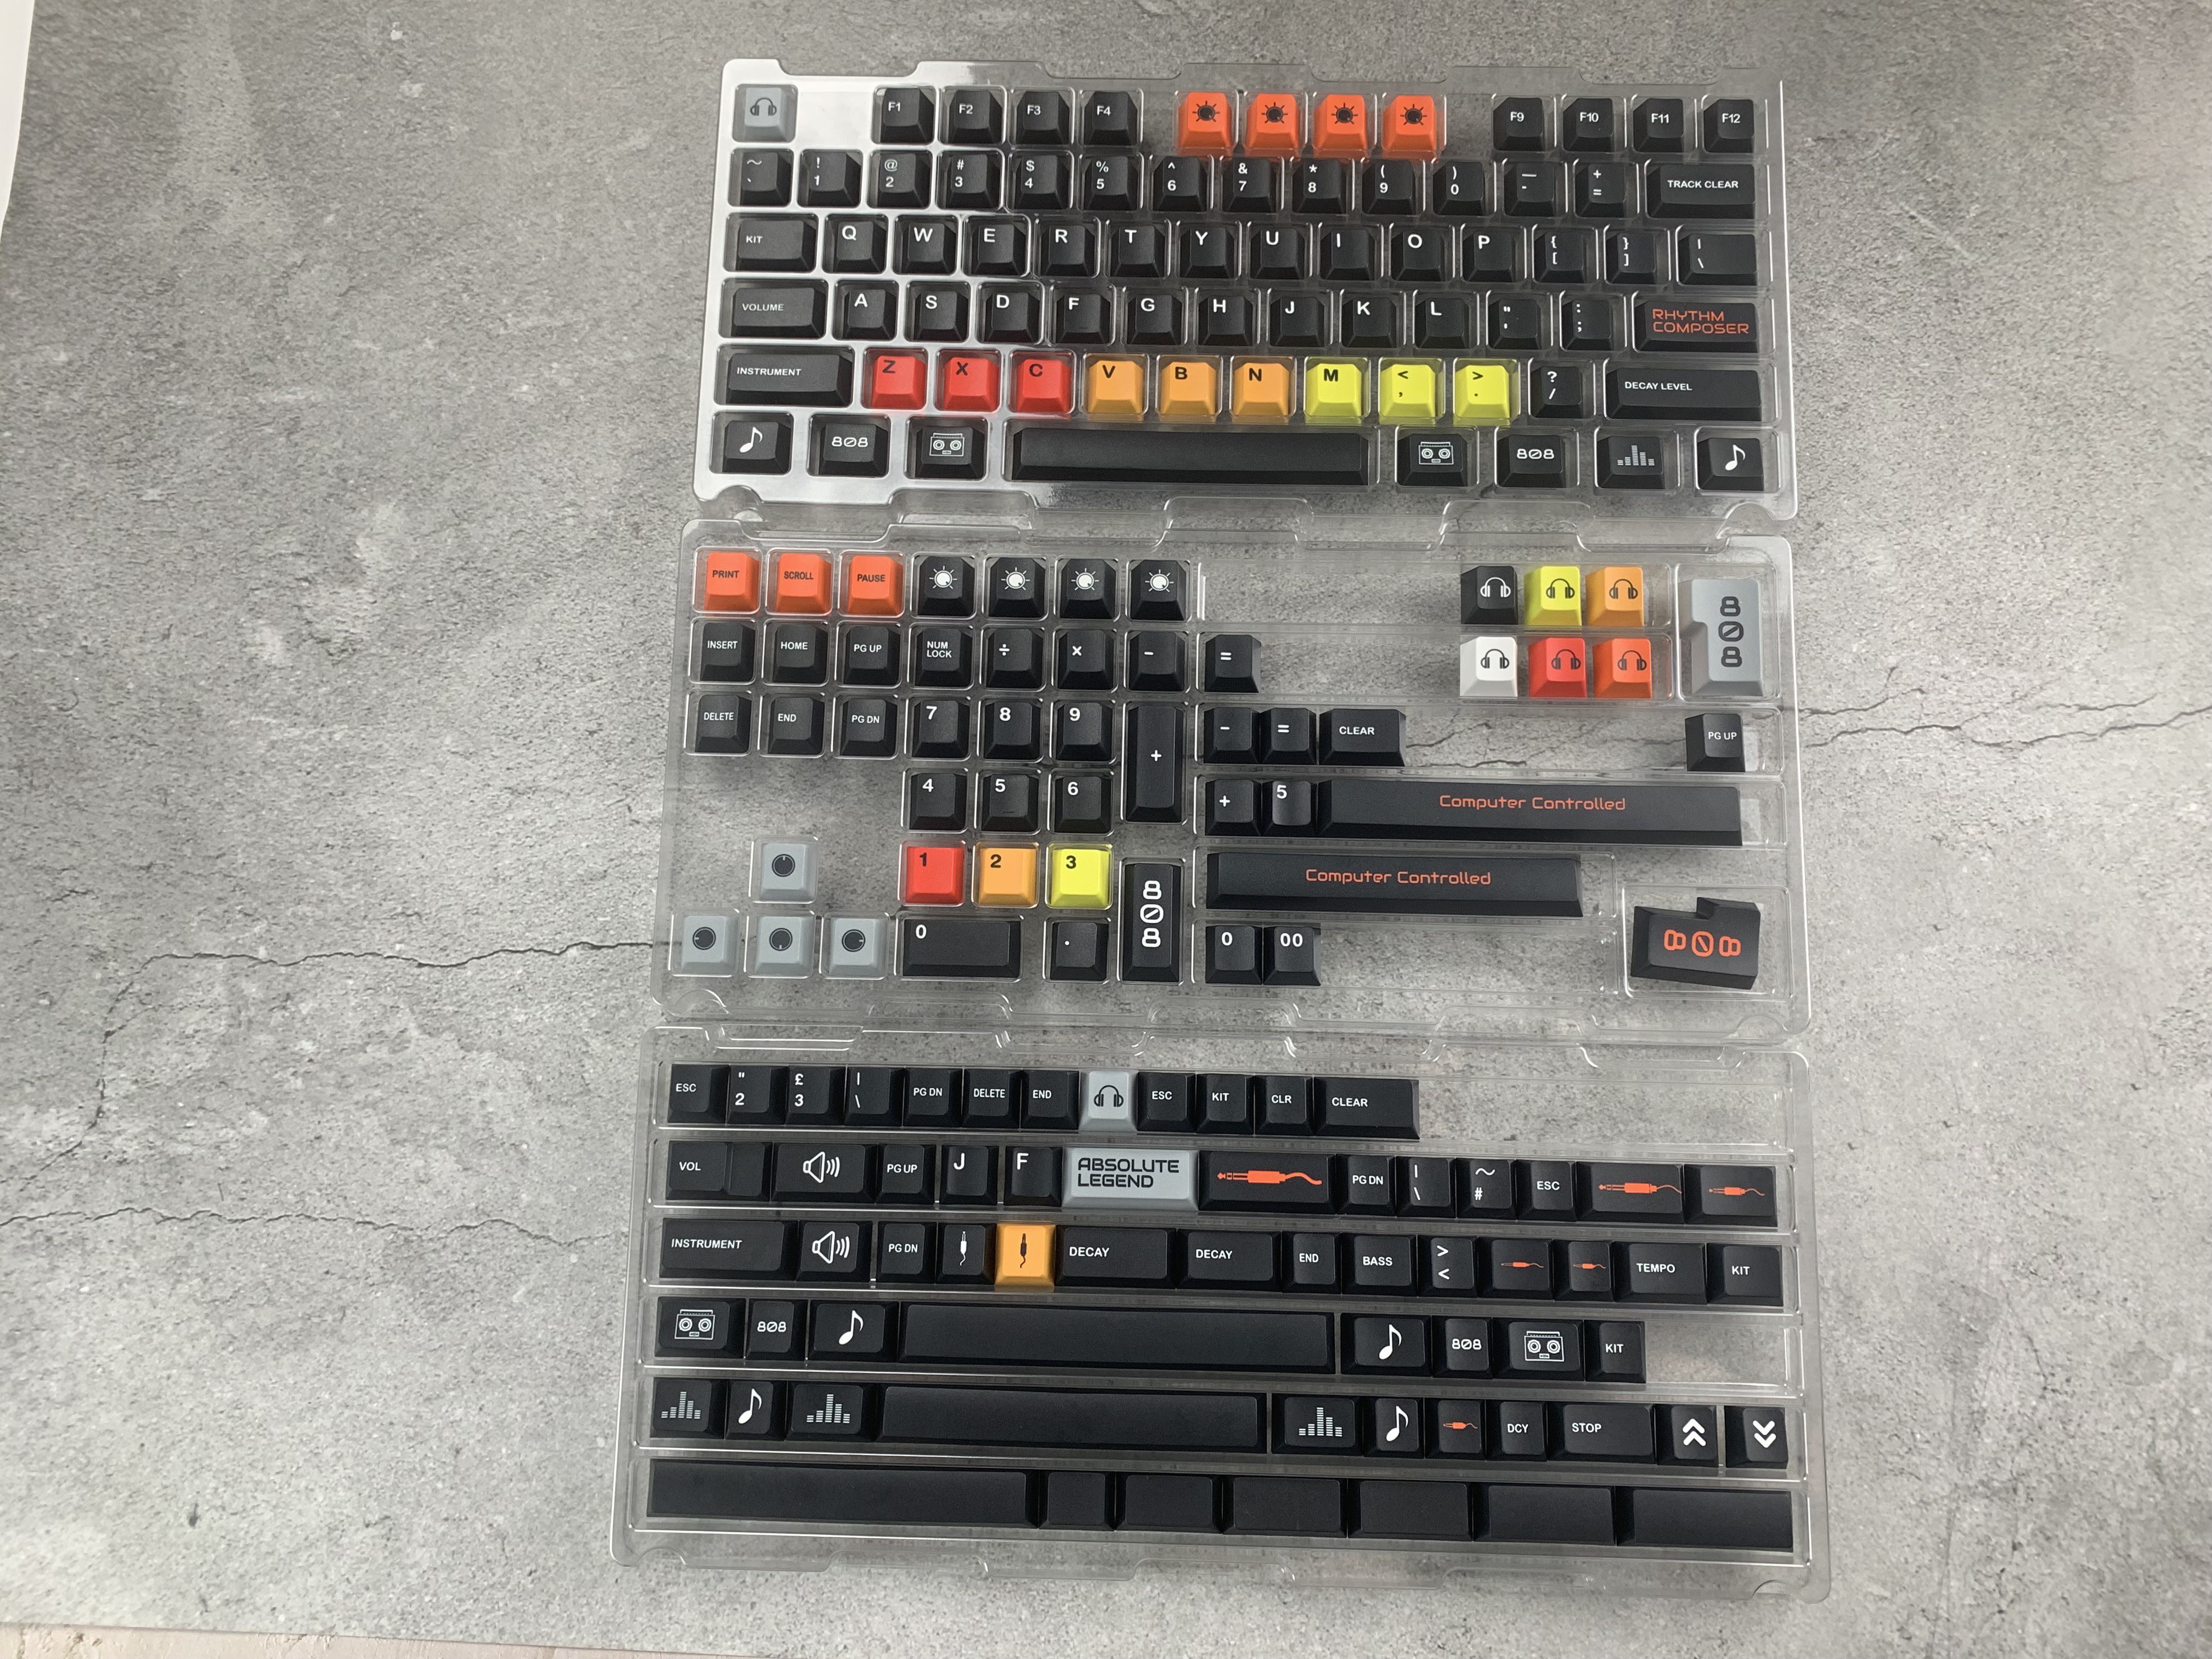 F1 F2 F3 F4 F9 F10 F11 F12
~ ` ! 1 @ 2 # 3 $ 4 % 5 ^ 6 & 7 * 8 ( 9 ) 0 — - + = TRACK CLEAR
KIT Q W E R T Y U I O P { [ } ] | \
VOLUME A S D F G H J K L " ' : ; RHYTHM
COMPOSER
INSTRUMENT Z X C V B N M < , > . ? / DECAY LEVEL
808 808
PRINT SCROLL PAUSE
INSERT HOME PG UP NUM
LOCK ÷ × - =
808
DELETE END PG DN 7 8 9 + - = CLEAR PG UP
4 5 6 + 5 Computer Controlled
1 2 3 808 Computer Controlled
0 . 0 00 808
ESC " 2 £ 3 | \ PG DN DELETE END ESC KIT CLR CLEAR
VOL PG UP J F ABSOLUTE
LEGEND PG DN | \ ~ # ESC
INSTRUMENT PG DN DECAY DECAY END BASS > < TEMPO KIT
808 808 KIT
DCY STOP